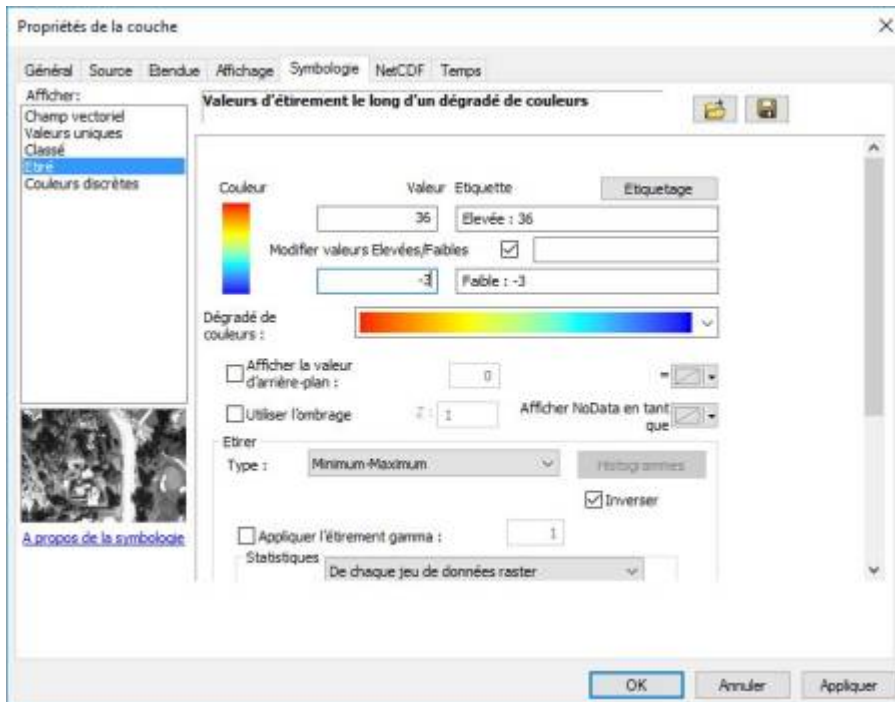 Propriétés de la couche
Général Source Etendue Affichage Symbologie NetCDF Temps
Afficher:
Champ vectoriel
Valeurs uniques
Classé
Etiré
Couleurs discrètes
Valeurs d'étirement le long d'un dégradé de couleurs
Couleur Valeur Etiquette Etiquetage
36 Elevée : 36
Modifier valeurs Elevées/Faibles
-3 Faible : -3
Dégradé de
couleurs :
Afficher la valeur
d'arrière-plan : 0 =
Utiliser l'ombrage Z : 1 Afficher NoData en tant
que
Etirer
Type : Minimum-Maximum Histogrammes
Inverser
Appliquer l'étirement gamma : 1
Statistiques
De chaque jeu de données raster
A propos de la symbologie
OK Annuler Appliquer